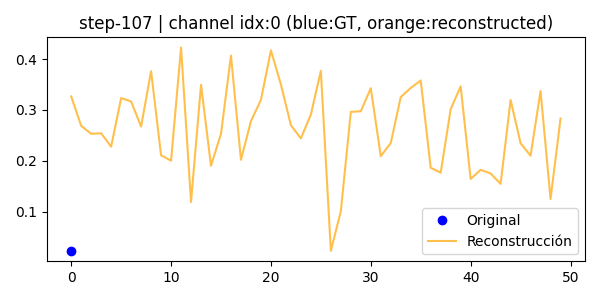 step-107 | channel idx:0 (blue:GT, orange:reconstructed)
0.4
0.3
0.2
0.1
0 10 20 30 40 50
Original
Reconstrucción